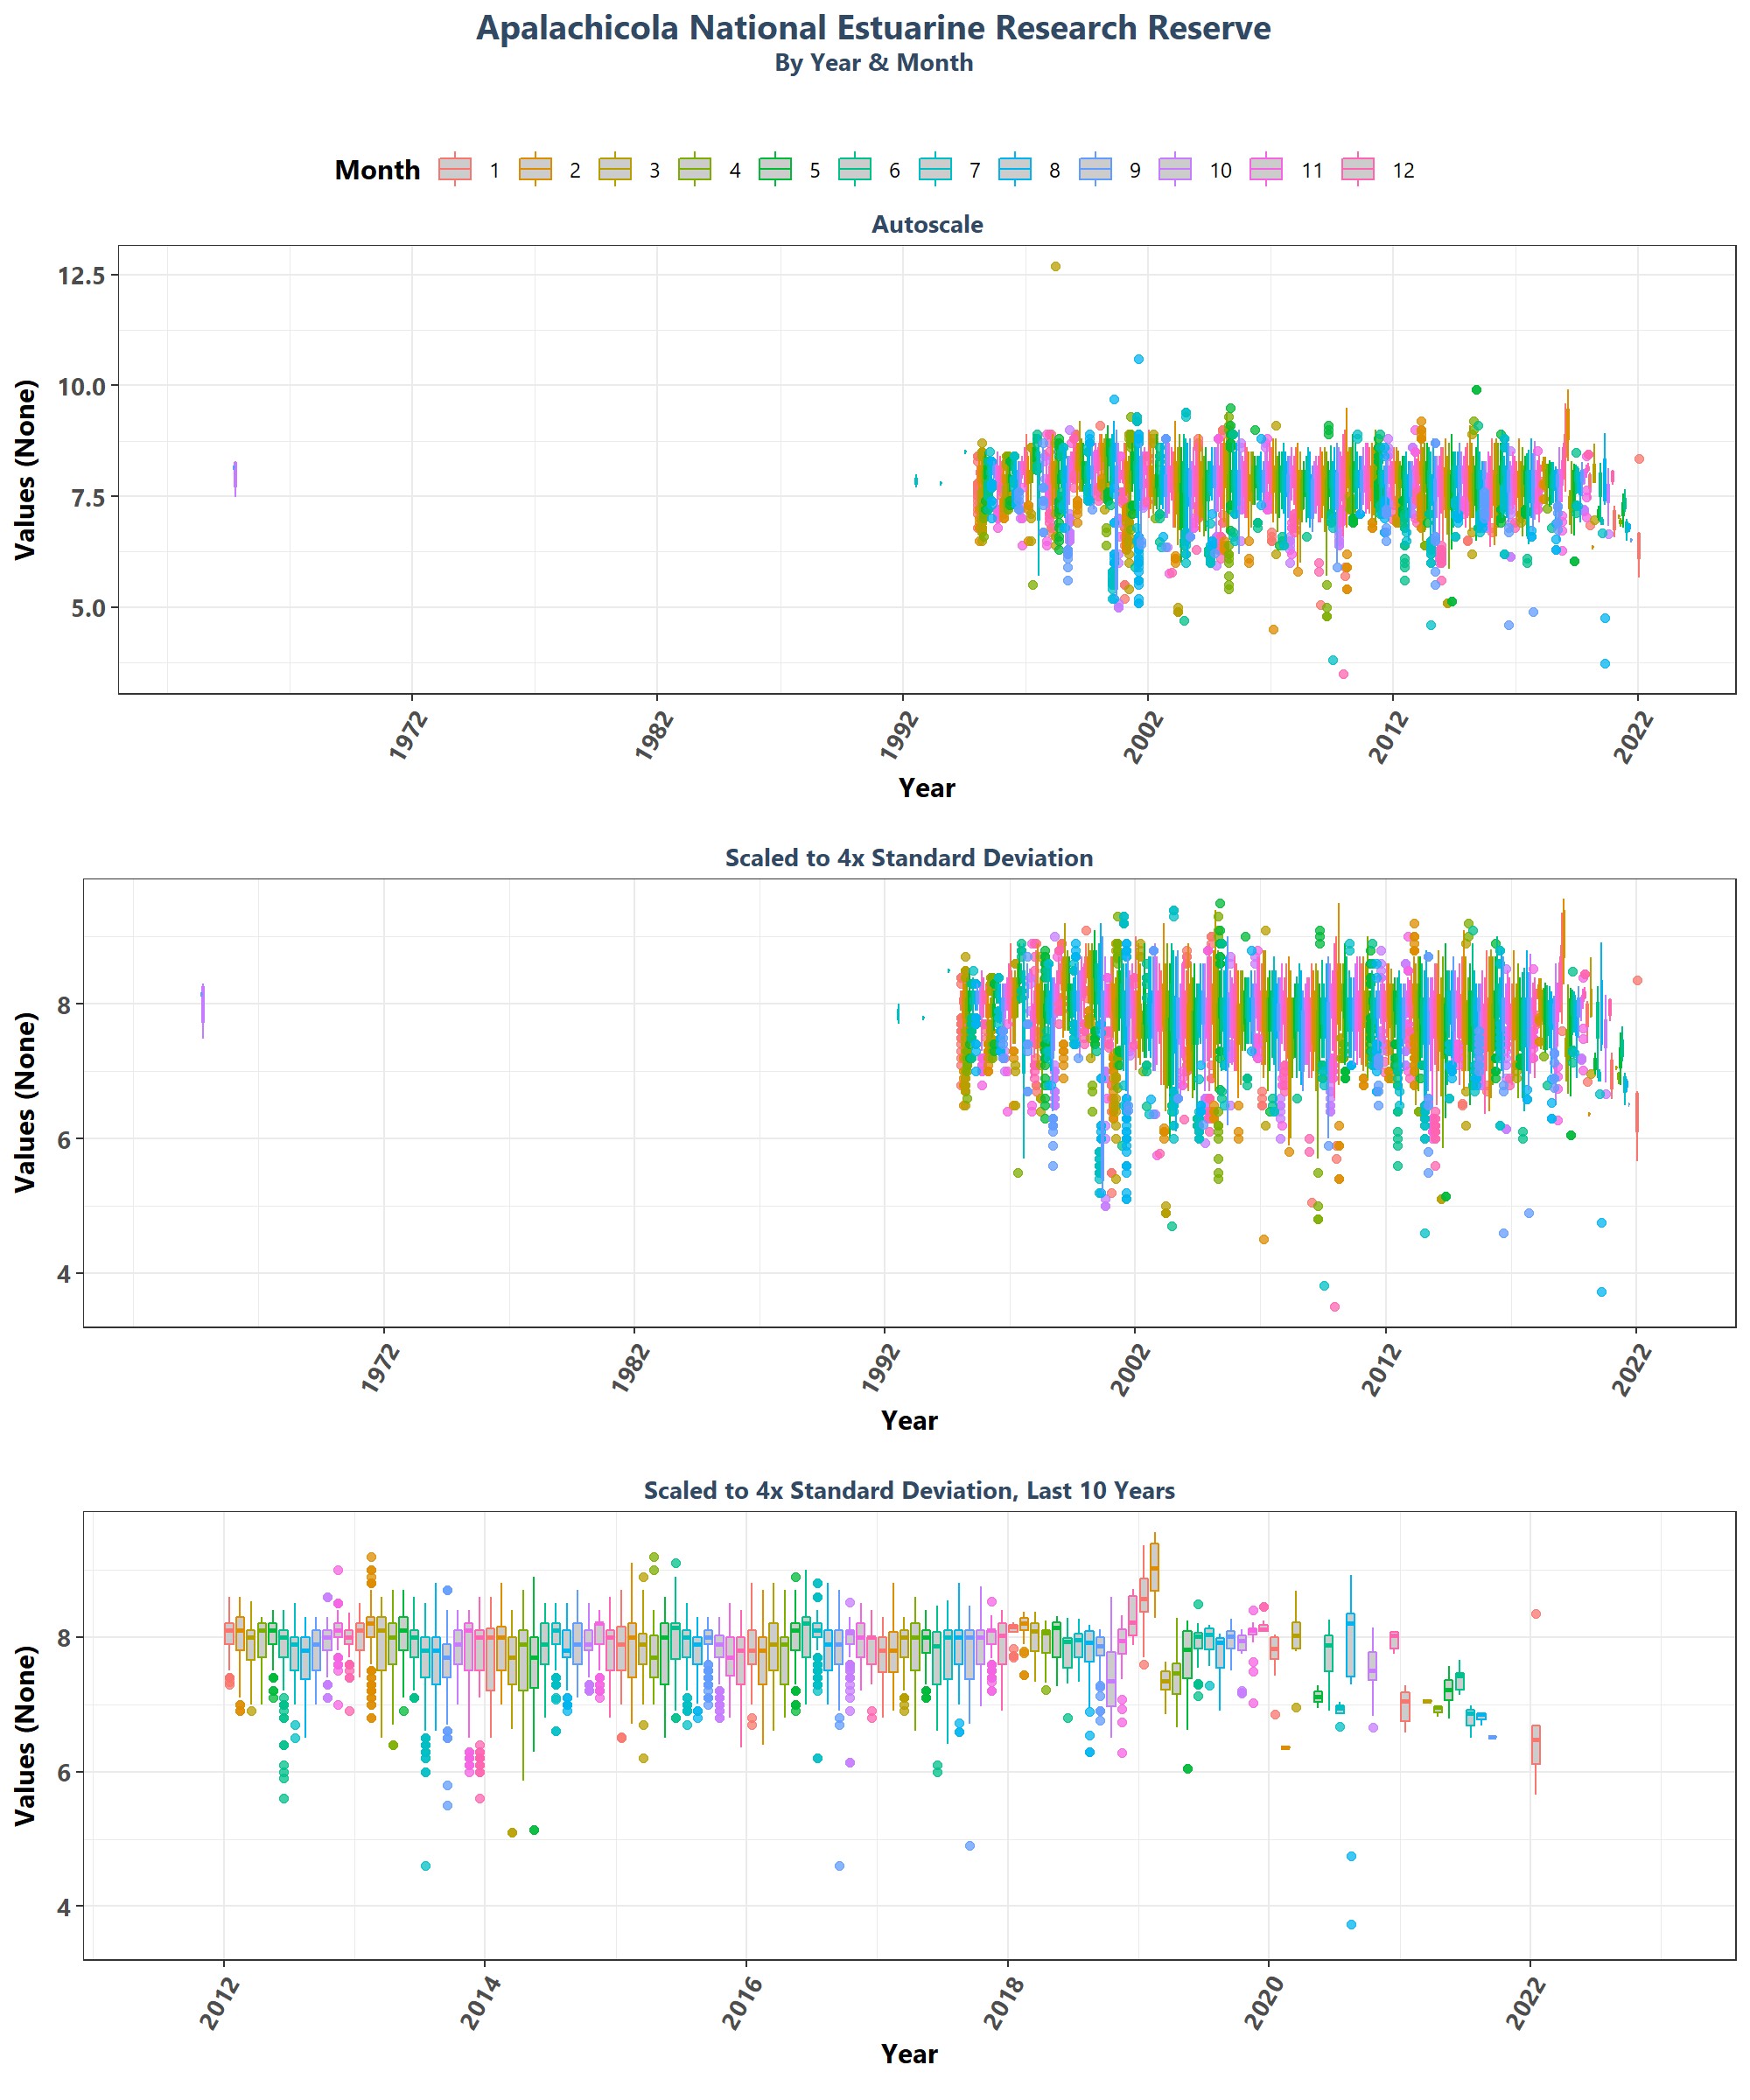 Apalachicola National Estuarine Research Reserve
By Year & Month
Month 1 2 3 4 5 6 7 8 9 10 11 12
Autoscale
Values (None)
12.5
10.0
7.5
5.0
1972 1982 1992 2002 2012 2022
Year
Scaled to 4x Standard Deviation
Values (None)
8
6
4
1972 1982 1992 2002 2012 2022
Year
Scaled to 4x Standard Deviation, Last 10 Years
Values (None)
8
6
4
2012 2014 2016 2018 2020 2022
Year